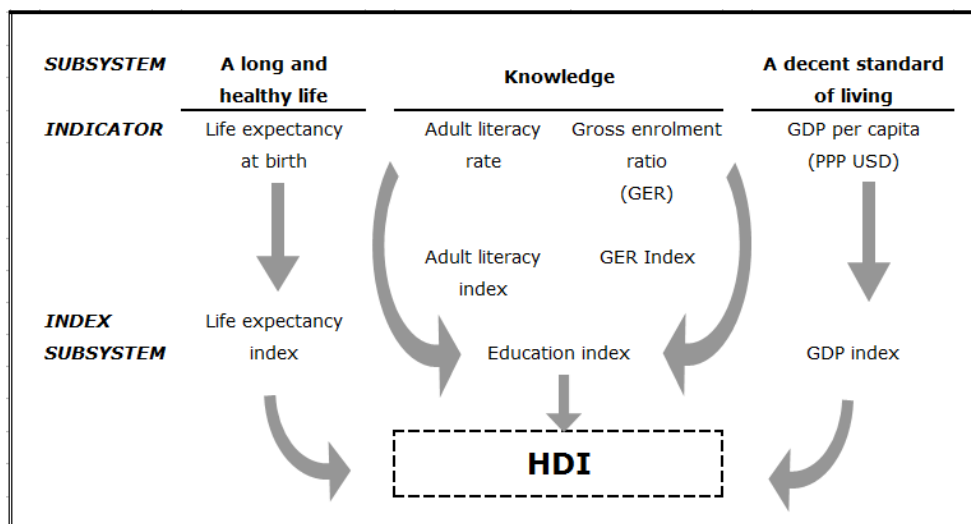 SUBSYSTEM
A long and
healthy life
Knowledge
A decent standard
of living
INDICATOR
Life expectancy
at birth
Adult literacy
rate
Gross enrolment
ratio
(GER)
GDP per capita
(PPP USD)
Adult literacy
index
GER Index
INDEX
SUBSYSTEM
Life expectancy
index
Education index
GDP index
HDI